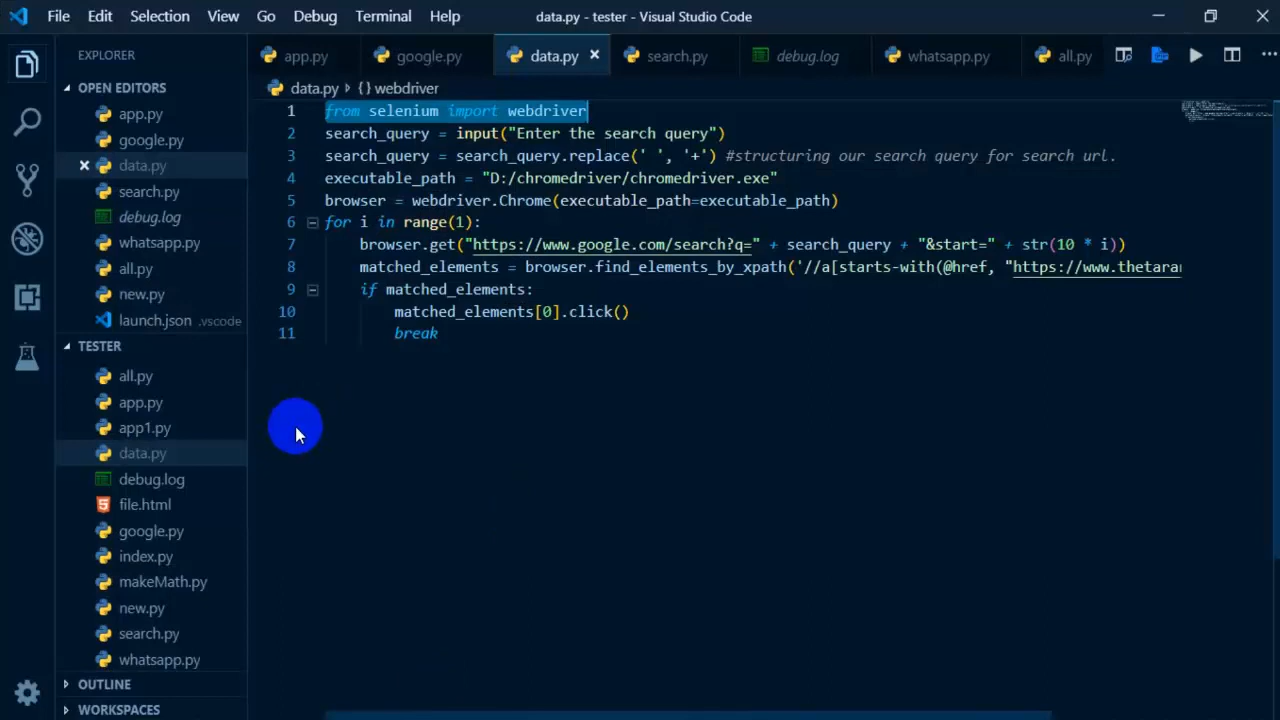 File Edit Selection View Go Debug Terminal Help
data.py - tester - Visual Studio Code
EXPLORER
OPEN EDITORS
app.py
google.py
data.py
search.py
debug.log
whatsapp.py
all.py
new.py
launch.json .vscode
TESTER
all.py
app.py
app1.py
data.py
debug.log
file.html
google.py
index.py
makeMath.py
new.py
search.py
whatsapp.py
OUTLINE
WORKSPACES
app.py google.py data.py search.py debug.log whatsapp.py all.py
data.py {} webdriver
1 from selenium import webdriver
2 search_query = input("Enter the search query")
3 search_query = search_query.replace(' ', '+') #structuring our search query for search url.
4 executable_path = "D:/chromedriver/chromedriver.exe"
5 browser = webdriver.Chrome(executable_path=executable_path)
6 for i in range(1):
7 browser.get("https://www.google.com/search?q=" + search_query + "&start=" + str(10 * i))
8 matched_elements = browser.find_elements_by_xpath('//a[starts-with(@href, "https://www.thetaran
9 if matched_elements:
10 matched_elements[0].click()
11 break